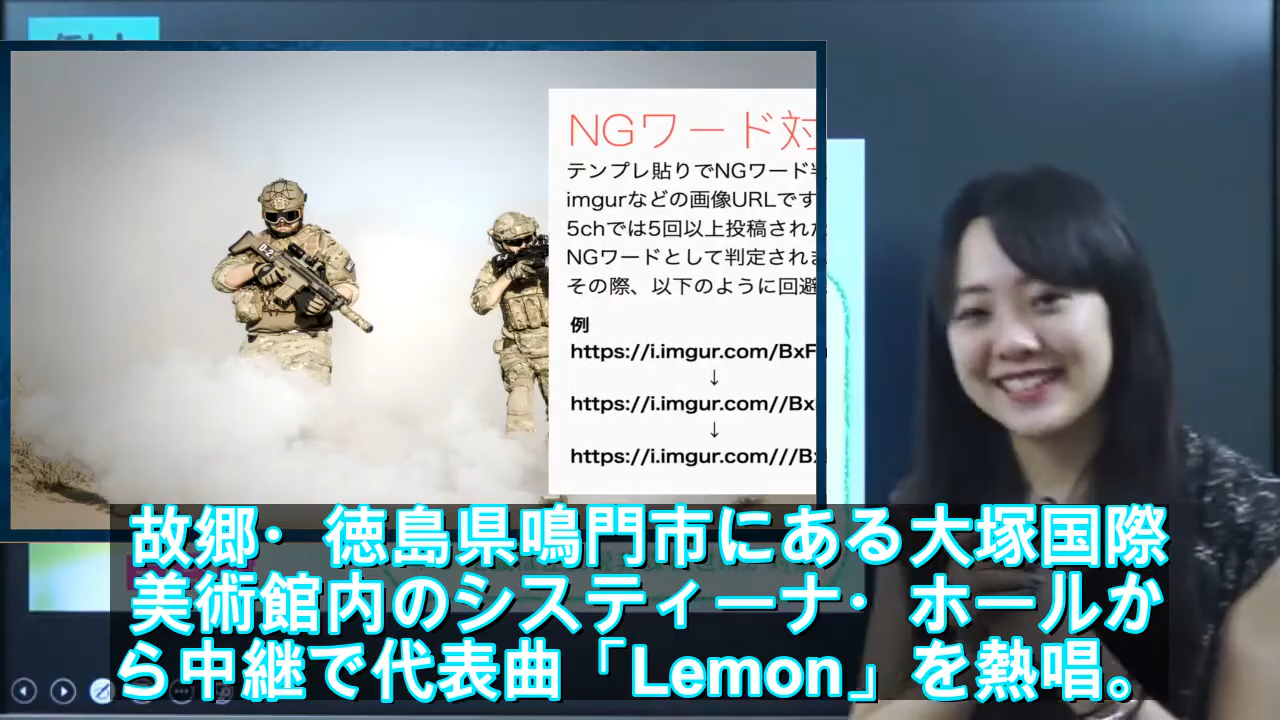 NGワード対
テンプレ貼りでNGワード
imgurなどの画像URLです
5chでは5回以上投稿され
NGワードとして判定され
その際、以下のように回避
例
https://i.imgur.com/BxF
↓
https://i.imgur.com//Bx
↓
https://i.imgur.com///B
故郷・徳島県鳴門市にある大塚国際
美術館内のシスティーナ・ホールか
ら中継で代表曲「Lemon」を熱唱。